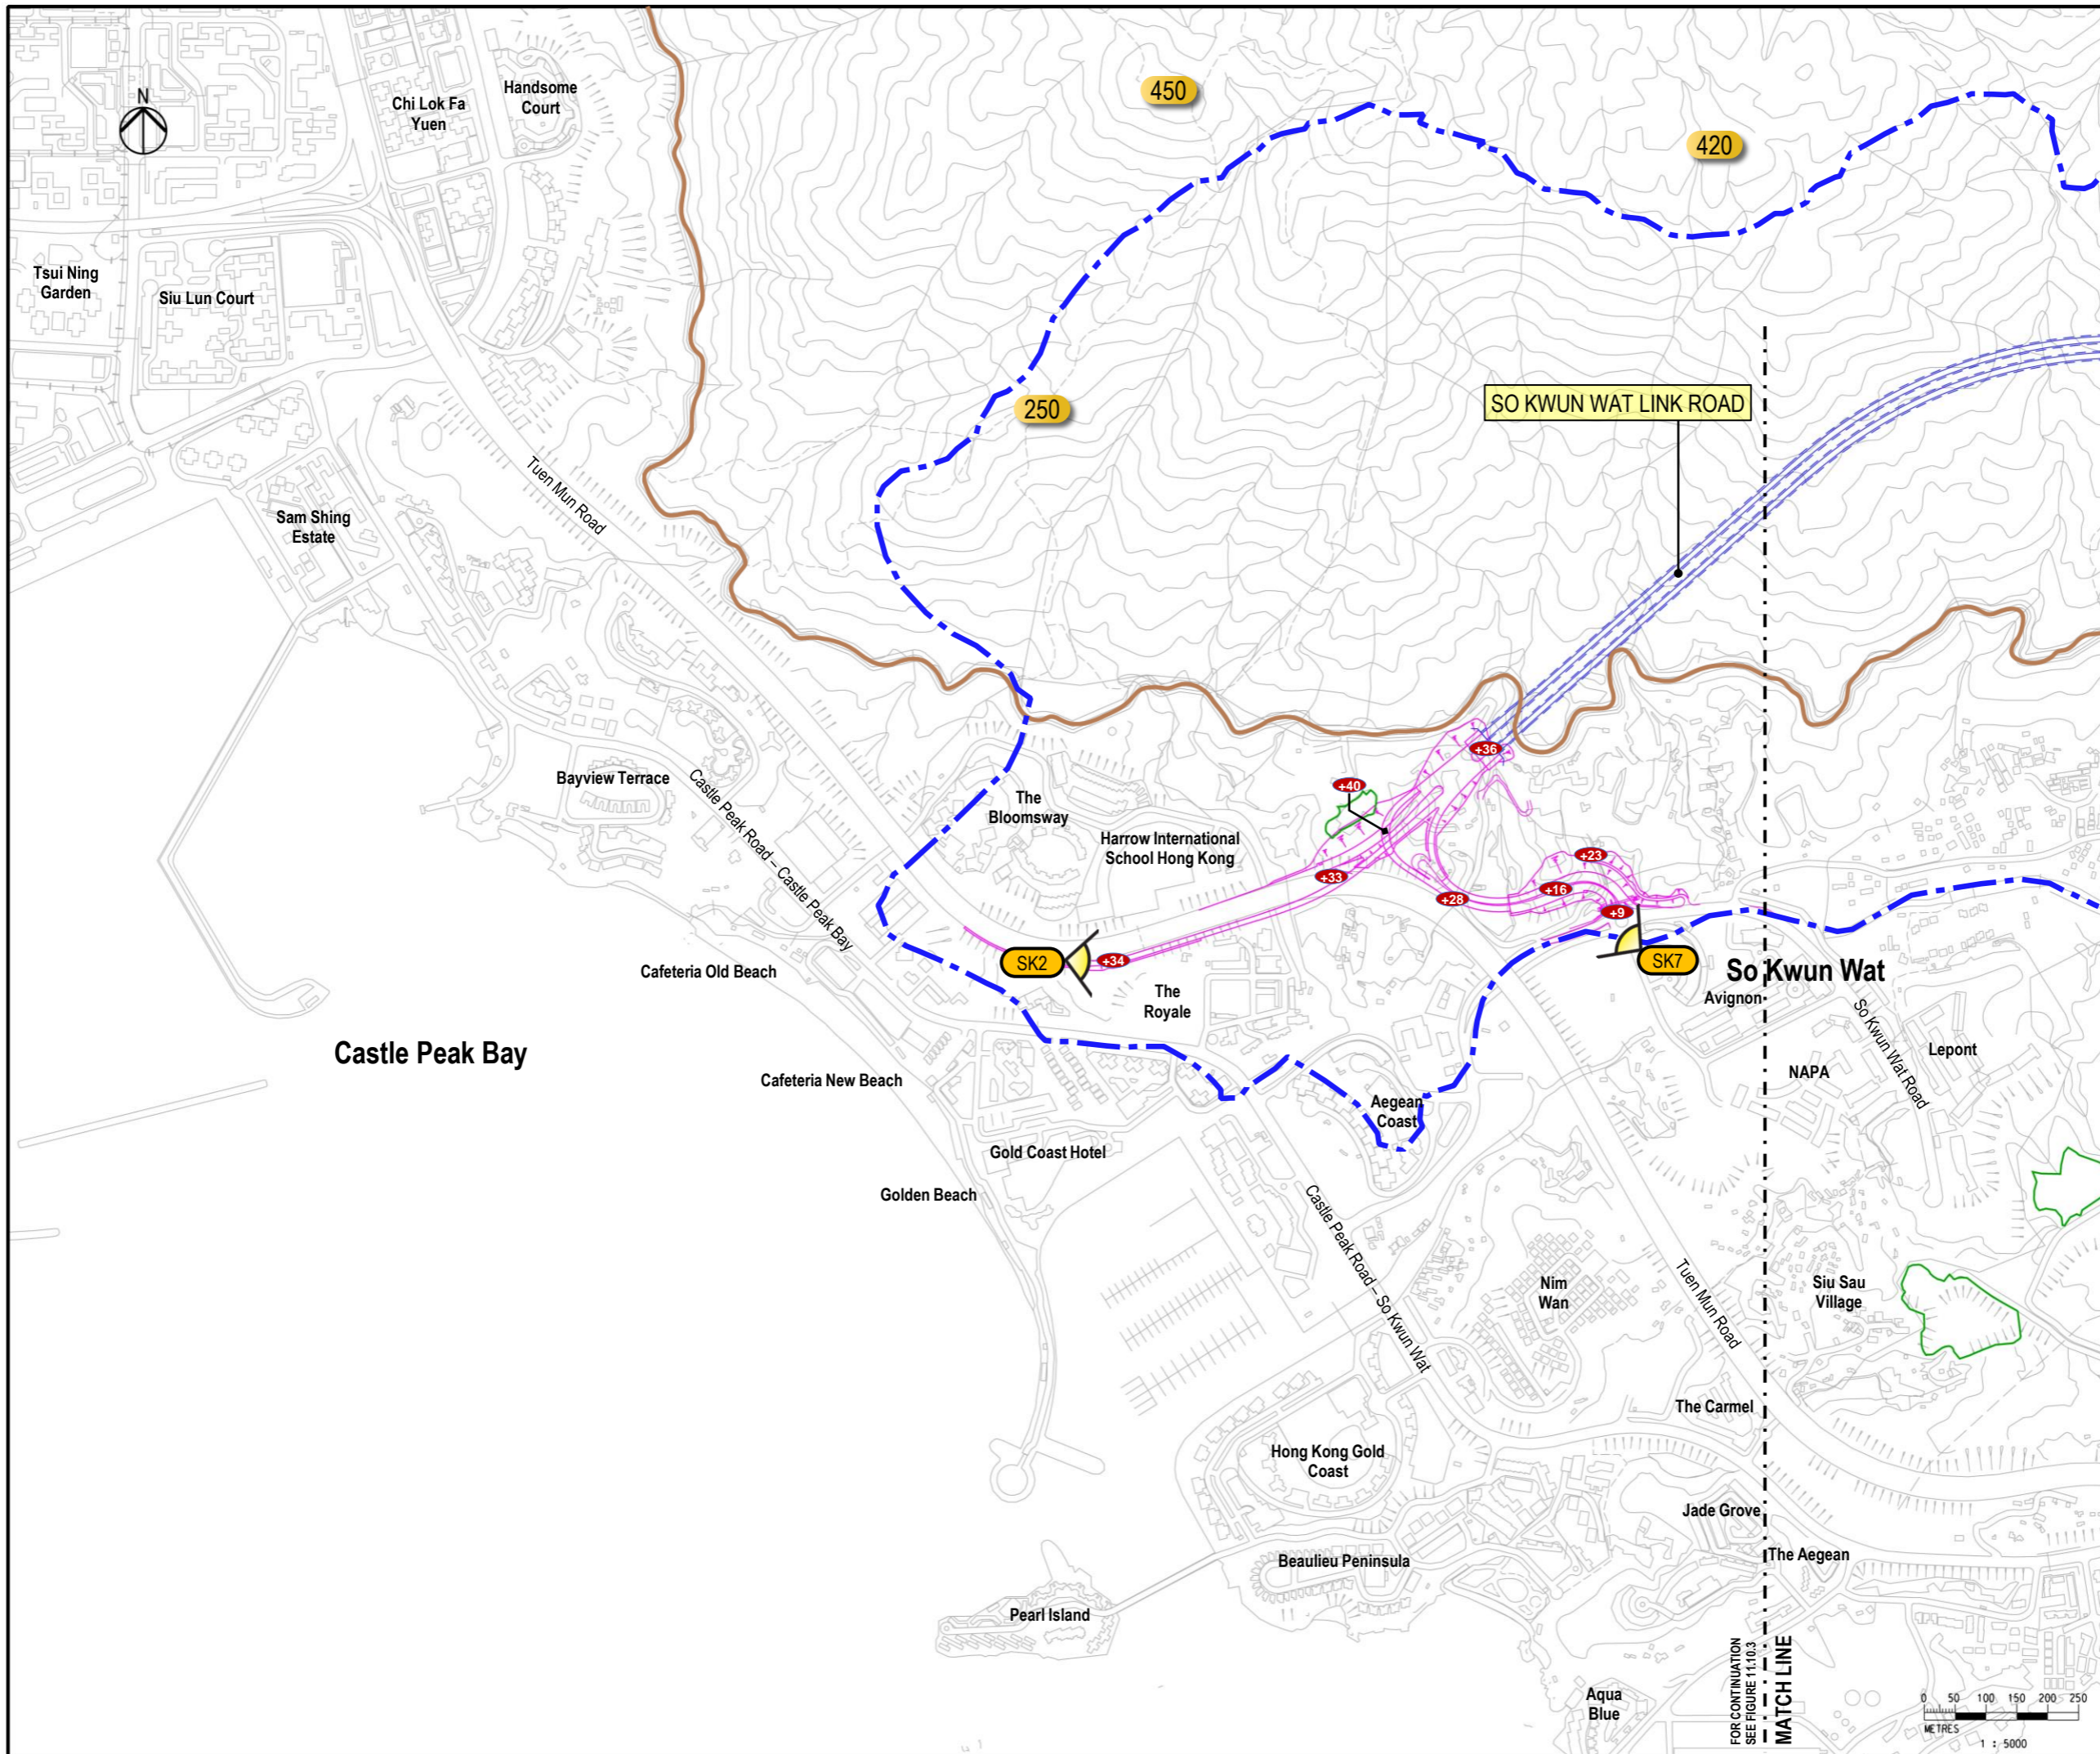 N
Chi Lok Fa
Yuen
Handsome
Court
450
420
Tsui Ning
Garden
Siu Lun Court
250
SO KWUN WAT LINK ROAD
Tuen Mun Road
Sam Shing
Estate
+36
Bayview Terrace
Castle Peak Road – Castle Peak Bay
The
Bloomsway
+40
Harrow International
School Hong Kong
+33
+23
+16
+28
+9
SK2
+34
SK7
So Kwun Wat
Cafeteria Old Beach
The
Royale
Avignon
So Kwun Wat Road
Castle Peak Bay
Lepont
NAPA
Cafeteria New Beach
Aegean
Coast
Gold Coast Hotel
Golden Beach
Castle Peak Road – So Kwun Wat
Nim
Wan
Tuen Mun Road
Siu Sau
Village
The Carmel
Hong Kong Gold
Coast
Jade Grove
The Aegean
Beaulieu Peninsula
Pearl Island
Aqua
Blue
FOR CONTINUATION
SEE FIGURE 11.10.3
MATCH LINE
0 50 100 150 200 250
METRES
1 : 5000